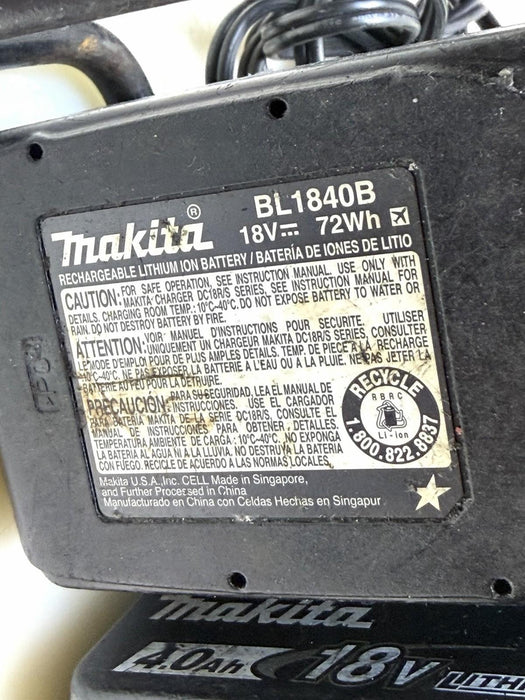 makita®
BL1840B
18V 72Wh
RECHARGEABLE LITHIUM ION BATTERY / BATERÍA DE IONES DE LITIO
CAUTION: FOR SAFE OPERATION, SEE INSTRUCTION MANUAL. USE ONLY WITH
MAKITA CHARGER DC18R/S SERIES. SEE INSTRUCTION MANUAL FOR
DETAILS. CHARGING ROOM TEMP.: 10°C-40°C. DO NOT EXPOSE BATTERY TO WATER OR
RAIN. DO NOT DESTROY BATTERY BY FIRE.
ATTENTION: VOIR MANUEL D'INSTRUCTIONS POUR SECURITE. UTILISER
UNIQUEMENT UN CHARGEUR MAKITA DC18R/S SERIES. CONSULTER
LE MODE D'EMPLOI POUR DE PLUS AMPLES DETAILS. TEMP. DE PIECE A LA RECHARGE
10°C-40°C. NE PAS EXPOSER LA BATTERIE A L'EAU OU A LA PLUIE. NE PAS JETER LA
BATTERIE AU FEU POUR LA DETRUIRE.
PRECAUCIÓN: PARA SU SEGURIDAD, LEA EL MANUAL DE
INSTRUCCIONES. USE EL CARGADOR
PARA BATERIA MAKITA DE LA SERIE DC18R/S. CONSULTE EL
MANUAL DE INSTRUCCIONES PARA OBTENER DETALLES.
TEMPERATURA AMBIENTE DE CARGA : 10°C-40°C. NO EXPONGA
LA BATERIA AL AGUA NI A LA LLUVIA. NO DESTRUYA LA BATERIA
CON FUEGO. RECICLE DE ACUERDO A LAS NORMAS LOCALES.
RECYCLE
RBRC
Li-ion
1.800.822.8837
Makita U.S.A., Inc. CELL Made in Singapore,
and Further Processed in China
Manufacturado en China con Celdas Hechas en Singapur
makita
4.0Ah 18V LITH